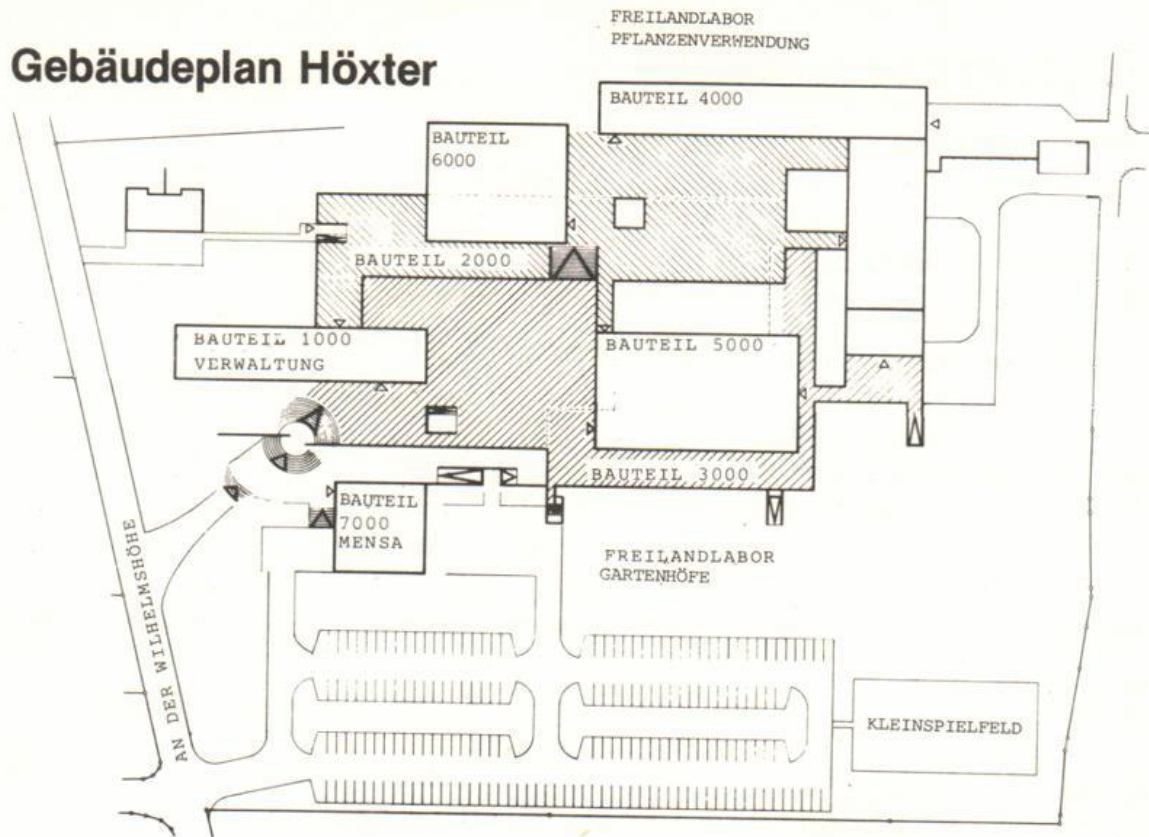 Gebäudeplan Höxter
FREILANDLABOR
PFLANZENVERWENDUNG
BAUTEIL 4000
BAUTEIL
6000
BAUTEIL 2000
BAUTEIL 1000
VERWALTUNG
BAUTEIL 5000
BAUTEIL 3000
BAUTEIL
7000
MENSA
FREILANDLABOR
GARTENHÖFE
AN DER WILHELMSHÖHE
KLEINSPIELFELD